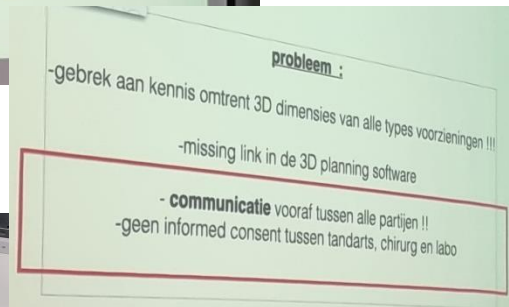 probleem :
-gebrek aan kennis omtrent 3D dimensies van alle types voorzieningen !!!
-missing link in de 3D planning software
- communicatie vooraf tussen alle partijen !!
-geen informed consent tussen tandarts, chirurg en labo